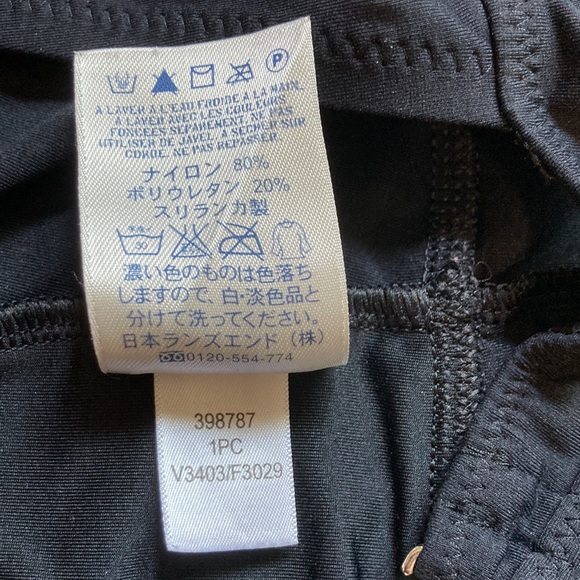 P
A LAVER A L'EAU FROIDE A LA MAIN.
A LAVER AVEC LES COULEURS
FONCÉES SÉPAREMENT. NE PAS
UTILISER DE JAVEL. A SECHER SUR
CORDE. NE PAS REPASSER.
ナイロン 80%
ポリウレタン 20%
スリランカ製
30
濃い色のものは色落ち
しますので、白・淡色品と
分けて洗ってください。
日本ランズエンド(株)
0120-554-774
398787
1PC
V3403/F3029